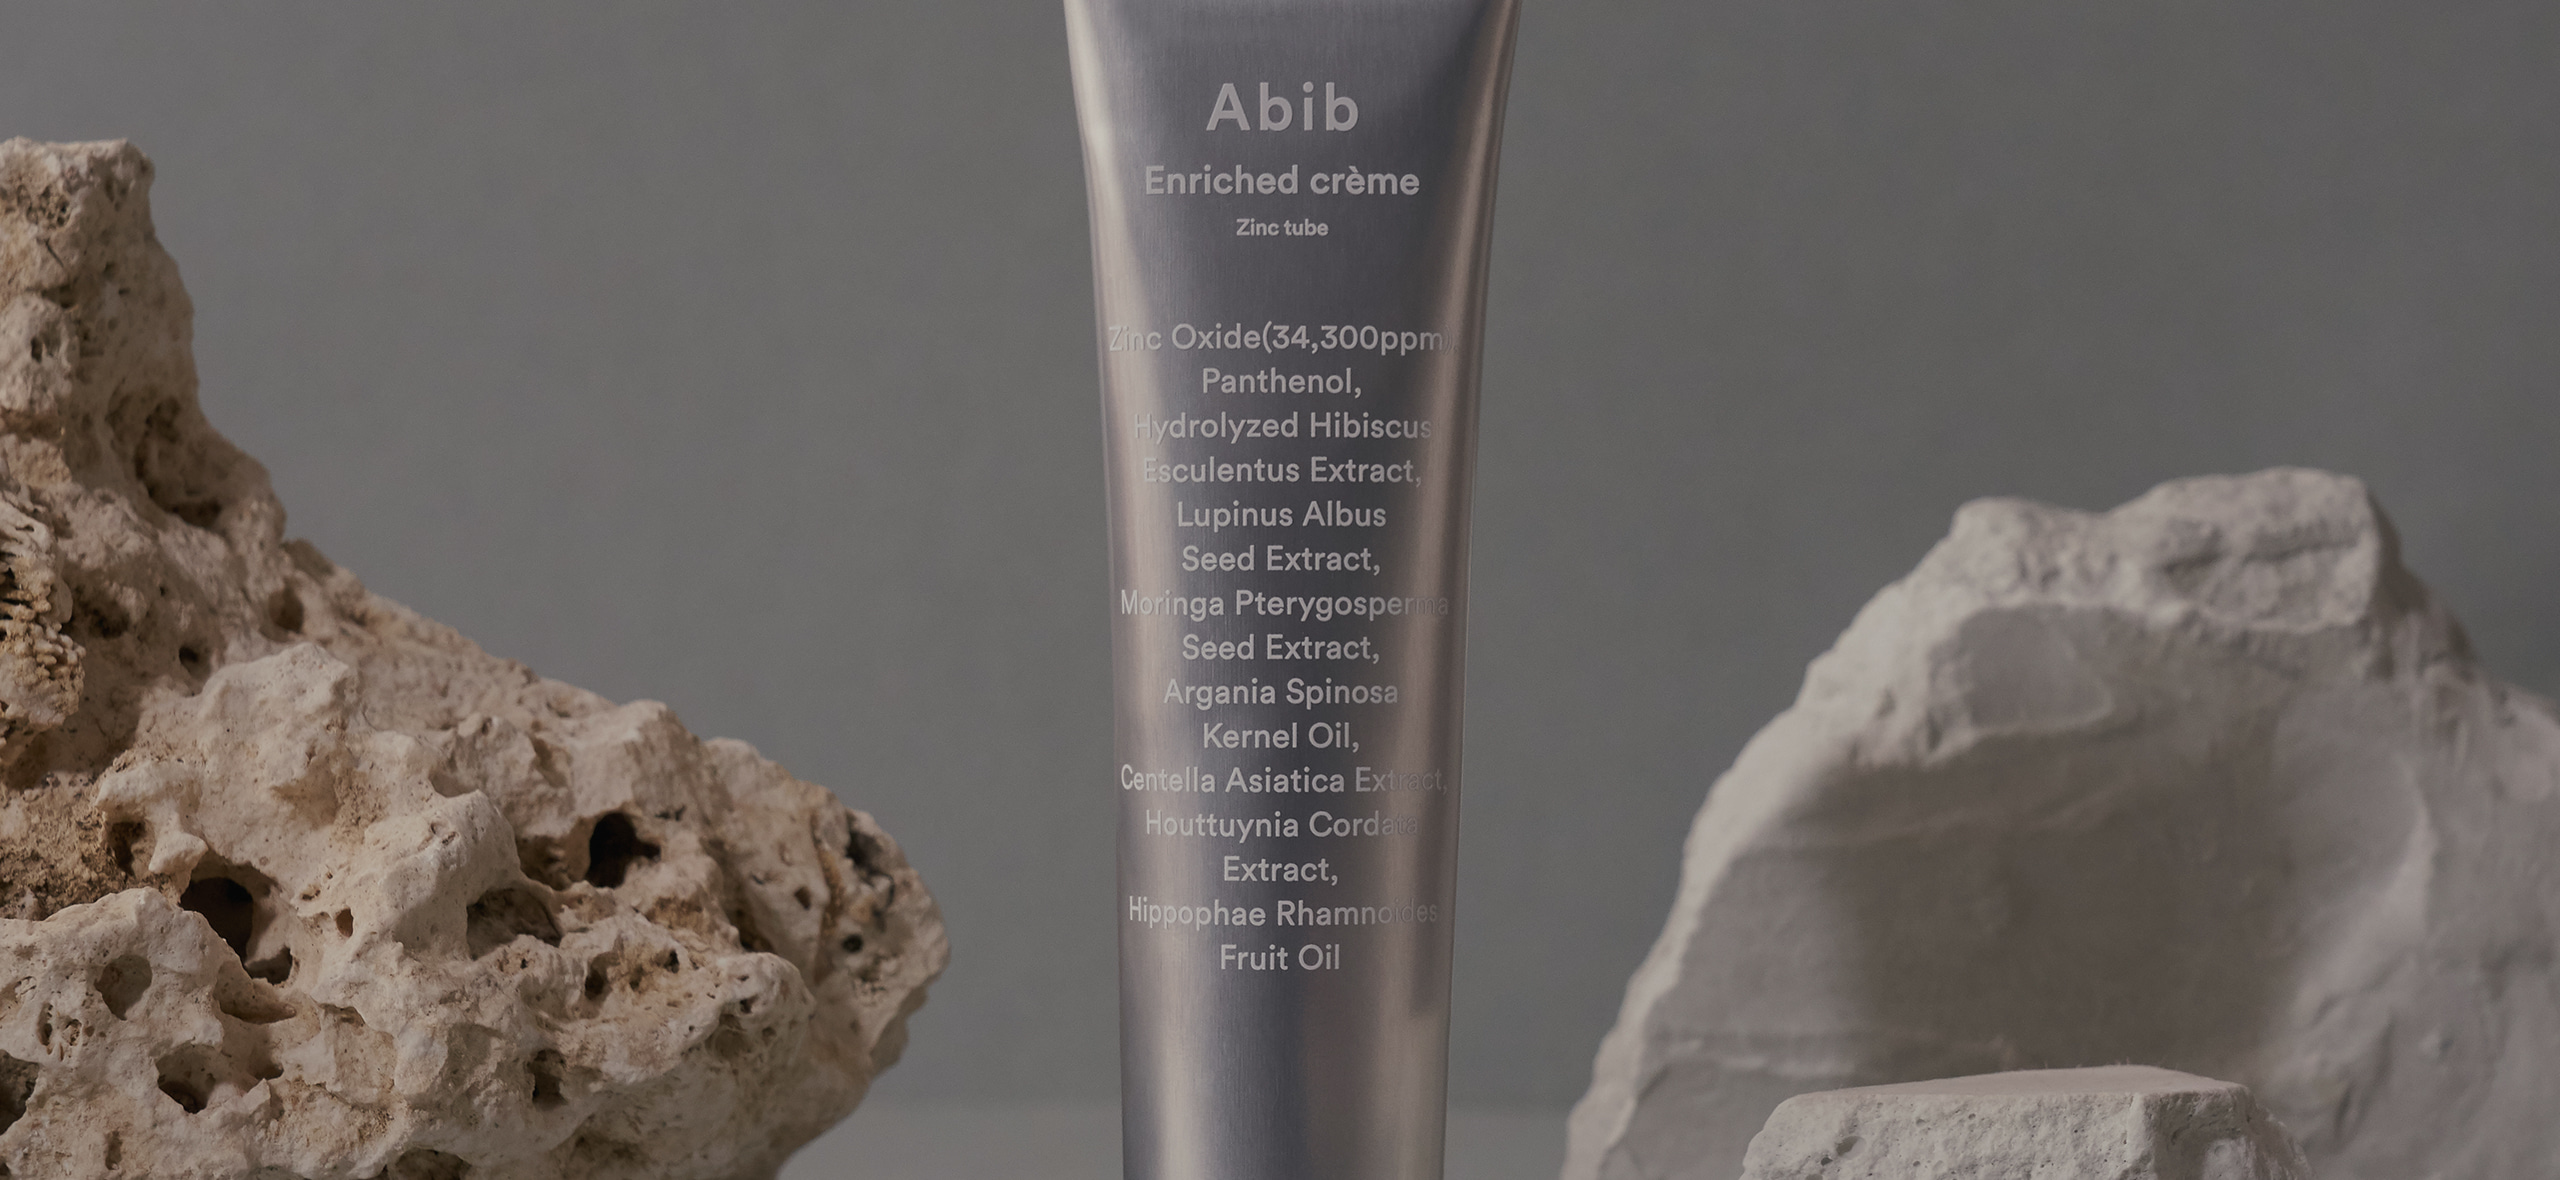 Abib
Enriched crème
Zinc tube
Zinc Oxide(34,300ppm),
Panthenol,
Hydrolyzed Hibiscus
Esculentus Extract,
Lupinus Albus
Seed Extract,
Moringa Pterygosperma
Seed Extract,
Argania Spinosa
Kernel Oil,
Centella Asiatica Extract,
Houttuynia Cordata
Extract,
Hippophae Rhamnoides
Fruit Oil